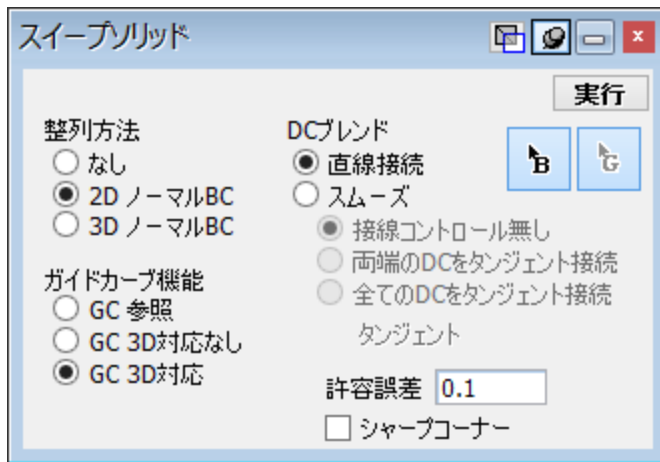 スイープソリッド
実行
整列方法
なし
2D ノーマルBC
3D ノーマルBC
ガイドカーブ機能
GC 参照
GC 3D対応なし
GC 3D対応
DCブレンド
直線接続
スムーズ
接線コントロール無し
両端のDCをタンジェント接続
全てのDCをタンジェント接続
タンジェント
許容誤差 0.1
シャープコーナー
B
G